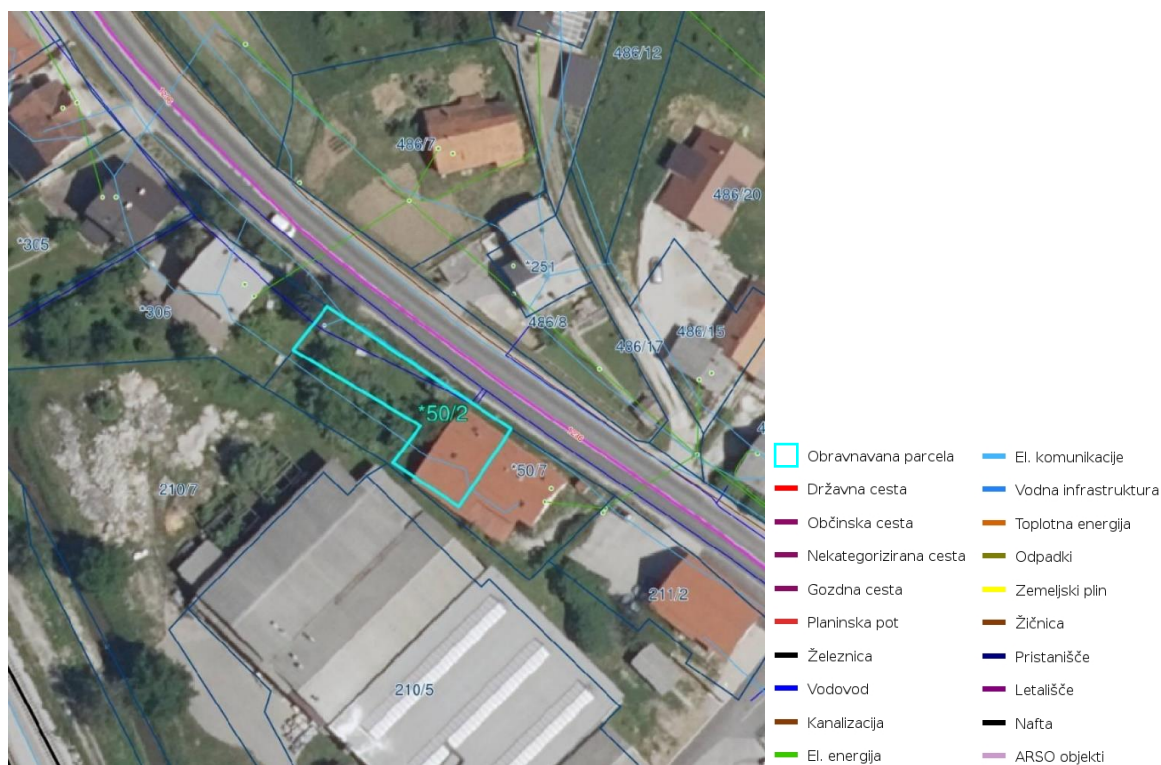 486/12
486/7
486/20
*305
*251
*306
486/8
486/17
486/15
*50/2
*50/7
210/7
211/2
210/5
Obravnavana parcela
Državna cesta
Občinska cesta
Nekategorizirana cesta
Gozdna cesta
Planinska pot
Železnica
Vodovod
Kanalizacija
El. energija
El. komunikacije
Vodna infrastruktura
Toplotna energija
Odpadki
Zemeljski plin
Žičnica
Pristanišče
Letališče
Nafta
ARSO objekti